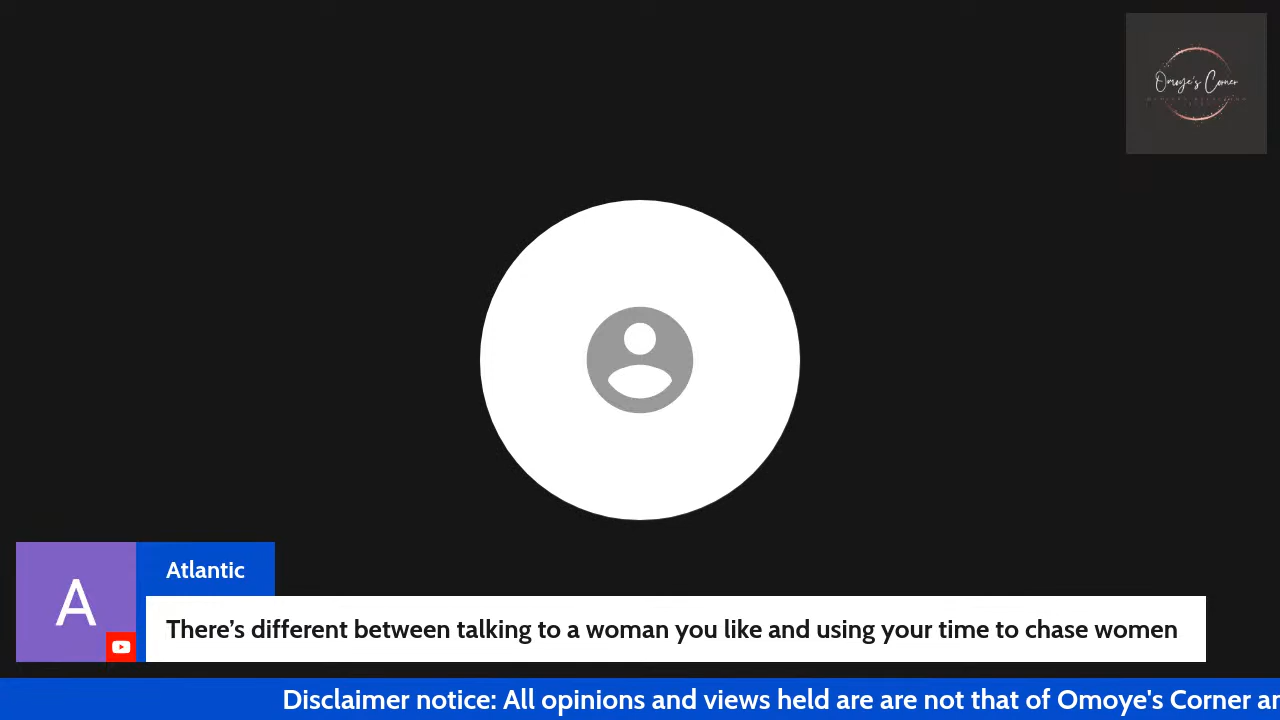 Omoye's Corner
A
Atlantic
There's different between talking to a woman you like and using your time to chase women
Disclaimer notice: All opinions and views held are are not that of Omoye's Corner ar